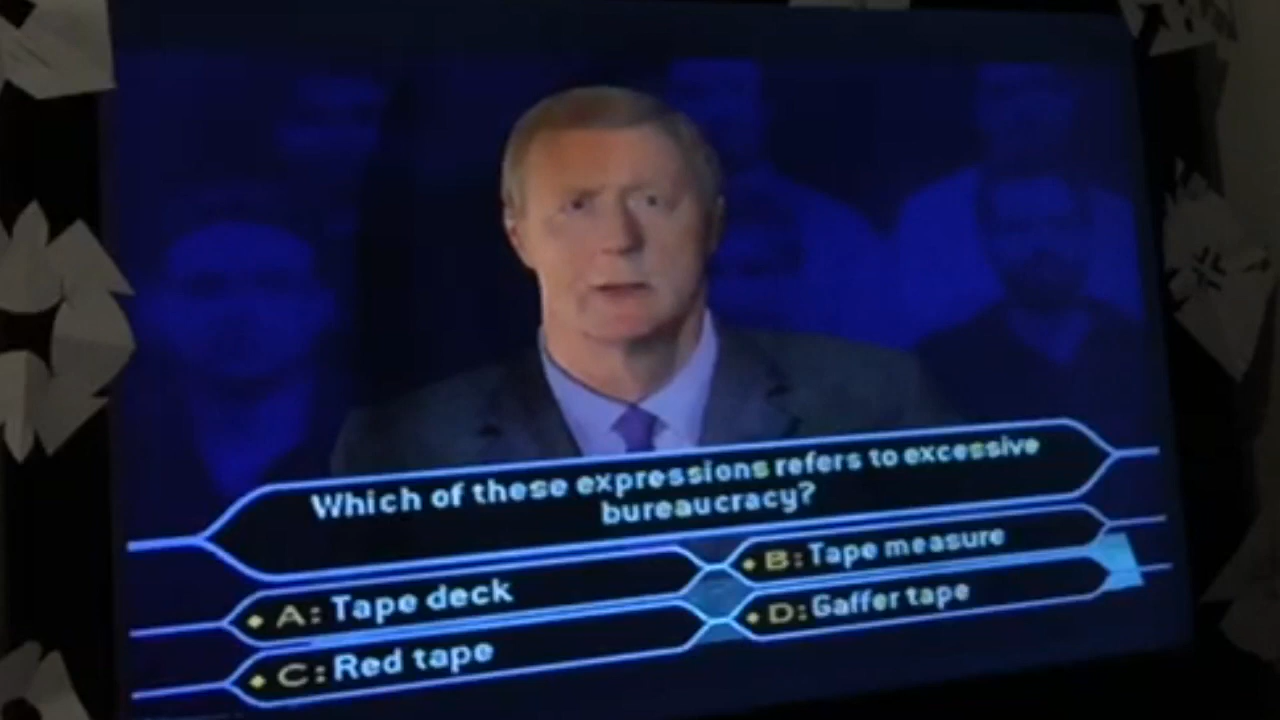 Which of these expressions refers to excessive
bureaucracy?
A: Tape deck
B: Tape measure
C: Red tape
D: Gaffer tape